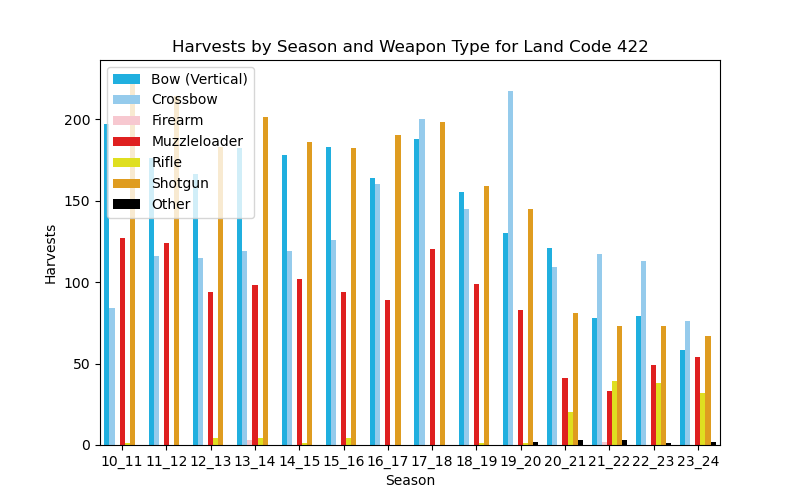 Harvests by Season and Weapon Type for Land Code 422
Bow (Vertical)
Crossbow
Firearm
Muzzleloader
Rifle
Shotgun
Other
Harvests
200
150
100
50
0
10_11 11_12 12_13 13_14 14_15 15_16 16_17 17_18 18_19 19_20 20_21 21_22 22_23 23_24
Season